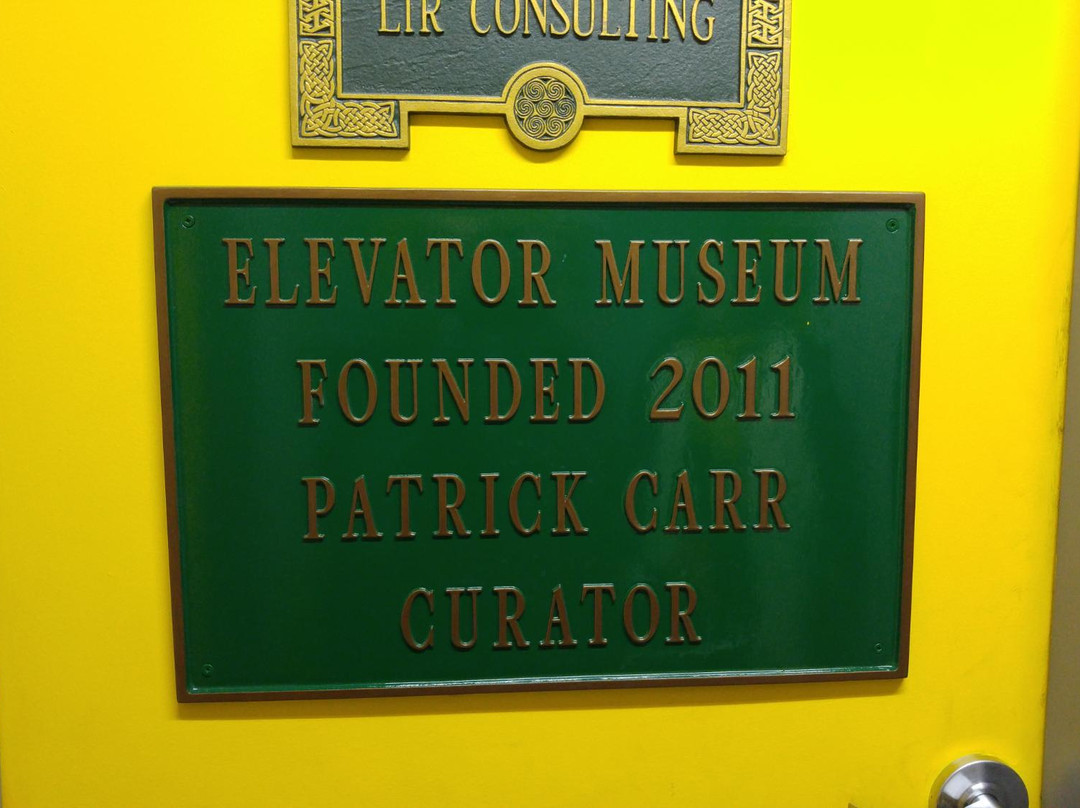 LIR CONSULTING
ELEVATOR MUSEUM
FOUNDED 2011
PATRICK CARR
CURATOR